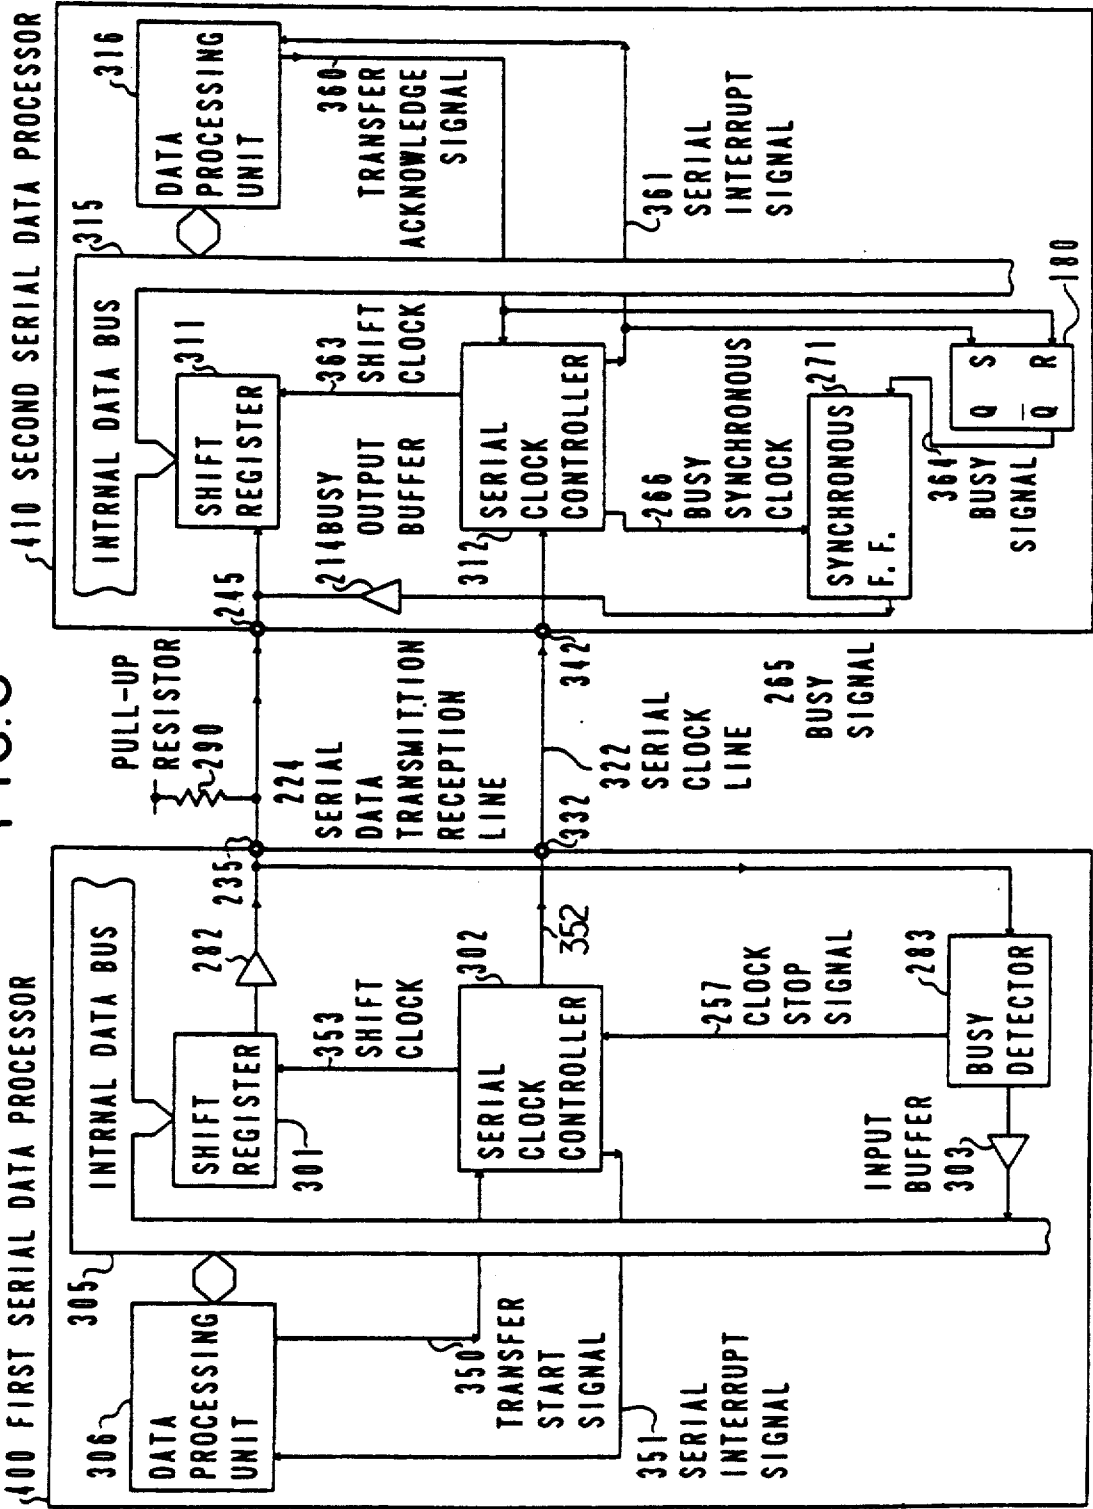 FIG.8
400 FIRST SERIAL DATA PROCESSOR
410 SECOND SERIAL DATA PROCESSOR
305
INTRNAL DATA BUS
306
DATA
PROCESSING
UNIT
SHIFT
REGISTER
301
282
235
353
SHIFT
CLOCK
350
TRANSFER
START
SIGNAL
SERIAL
CLOCK
CONTROLLER
302
352
332
351
SERIAL
INTERRUPT
SIGNAL
257
CLOCK
STOP
SIGNAL
INPUT
BUFFER
303
BUSY
DETECTOR
283
PULL-UP
RESISTOR
290
224
SERIAL
DATA
TRANSMITTION
RECEPTION
LINE
322
SERIAL
CLOCK
LINE
342
265
BUSY
SIGNAL
245
INTRNAL DATA BUS
315
SHIFT
REGISTER
311
DATA
PROCESSING
UNIT
316
214 BUSY
OUTPUT
BUFFER
363
SHIFT
CLOCK
360
TRANSFER
ACKNOWLEDGE
SIGNAL
312
SERIAL
CLOCK
CONTROLLER
361
SERIAL
INTERRUPT
SIGNAL
266
BUSY
SYNCHRONOUS
CLOCK
SYNCHRONOUS
F.F.
271
364
BUSY
SIGNAL
Q S
Q R
180